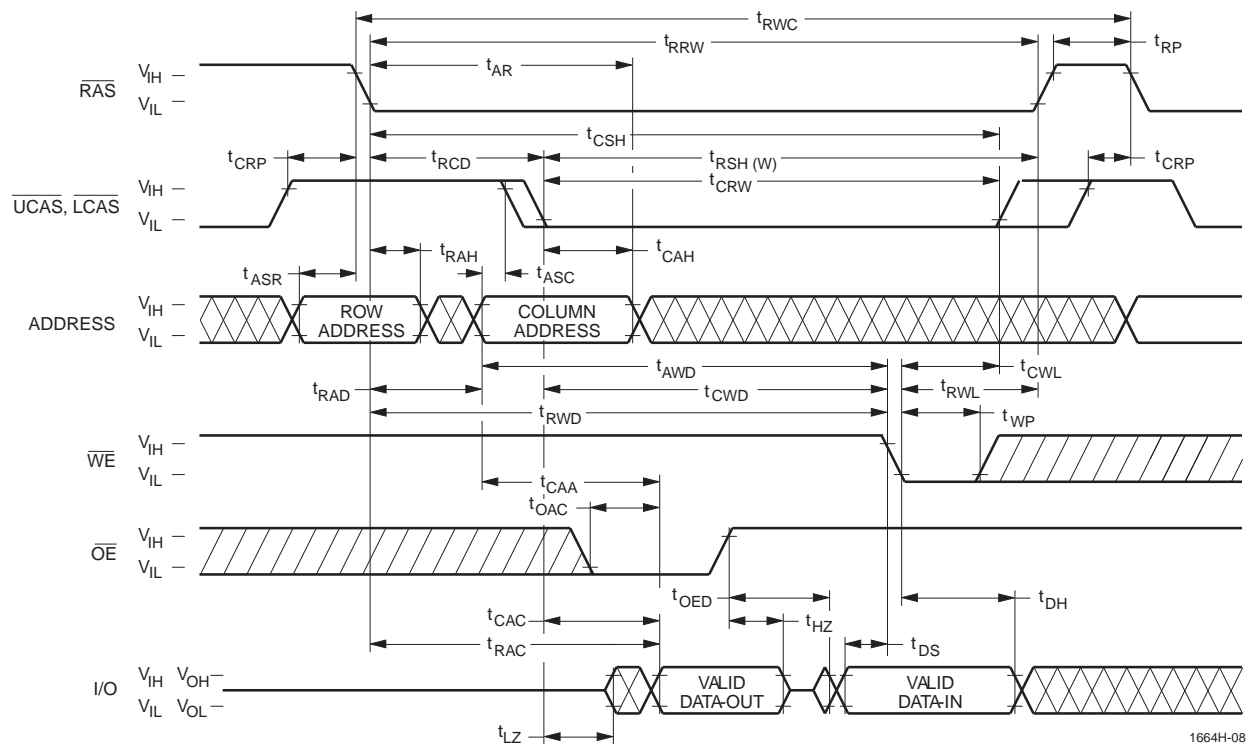 tRWC
tRRW
tRP
tAR
VIH
RAS
VIL
tCSH
tCRP
tRCD
tRSH (W)
tCRP
tCRW
VIH
UCAS, LCAS
VIL
tRAH
tCAH
tASR
tASC
VIH
ADDRESS
VIL
ROW
ADDRESS
COLUMN
ADDRESS
tAWD
tCWL
tRAD
tCWD
tRWL
tRWD
tWP
VIH
WE
VIL
tCAA
tOAC
VIH
OE
VIL
tOED
tDH
tCAC
tHZ
tRAC
tDS
VIH VOH
I/O
VIL VOL
VALID
DATA-OUT
VALID
DATA-IN
tLZ
1664H-08